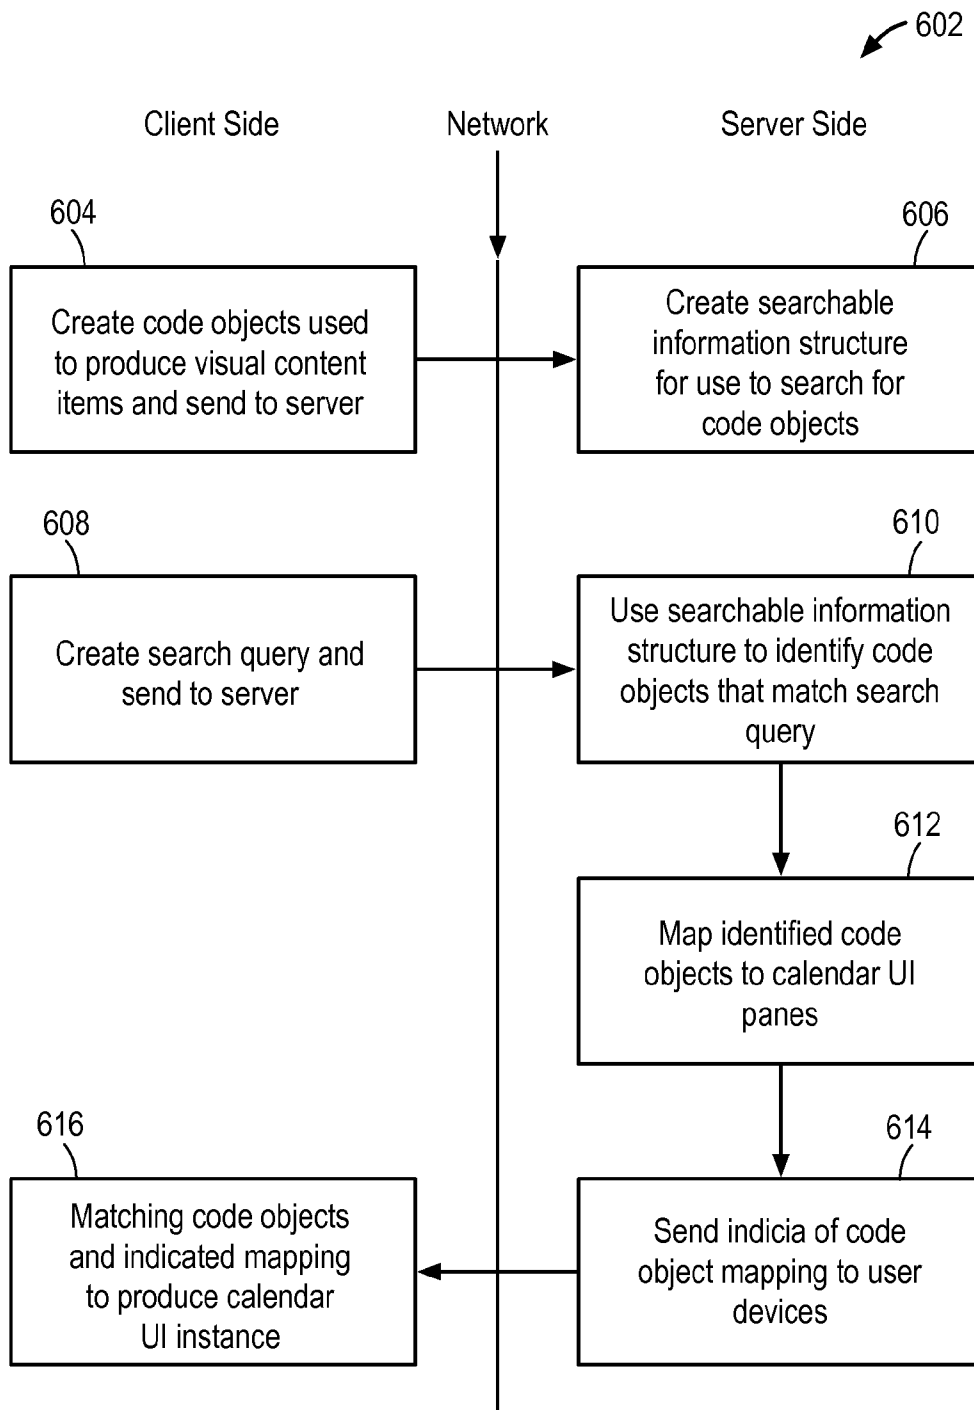 602
Client Side
Network
Server Side
604
606
Create code objects used
to produce visual content
items and send to server
Create searchable
information structure
for use to search for
code objects
608
610
Create search query and
send to server
Use searchable information
structure to identify code
objects that match search
query
612
Map identified code
objects to calendar UI
panes
616
614
Matching code objects
and indicated mapping
to produce calendar
UI instance
Send indicia of code
object mapping to user
devices